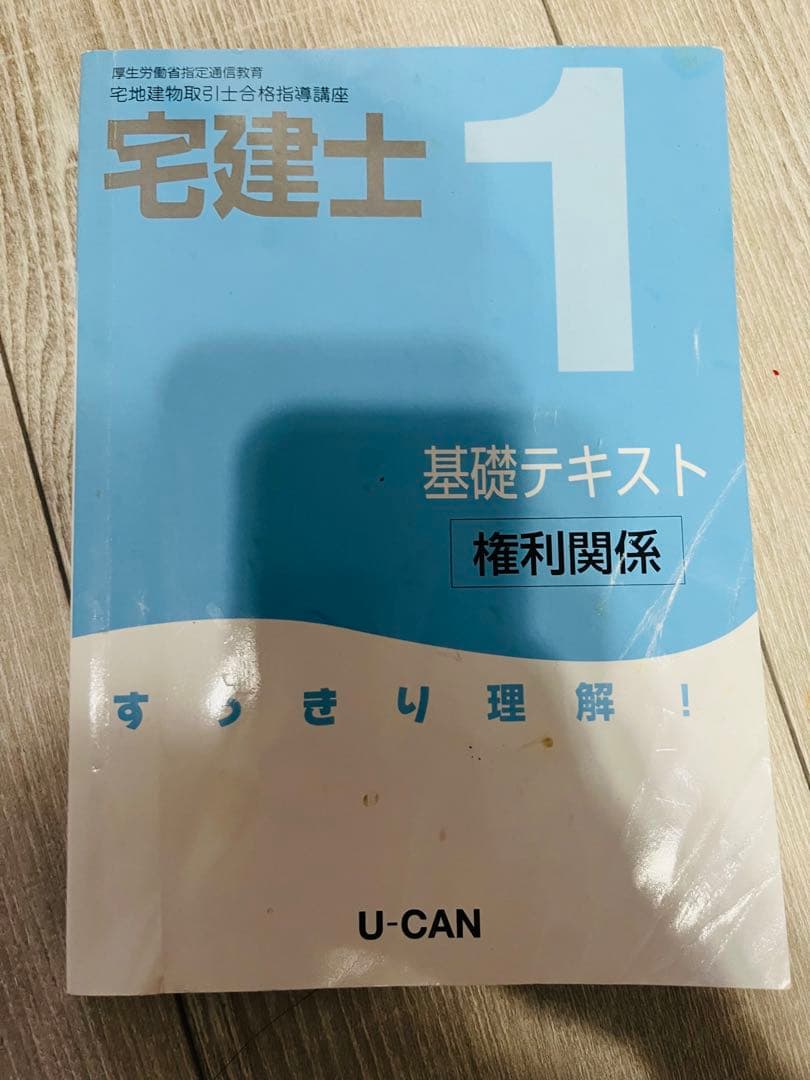 厚生労働省指定通信教育
宅地建物取引士合格指導講座
宅建士
1
基礎テキスト
権利関係
すっきり理解！
U-CAN